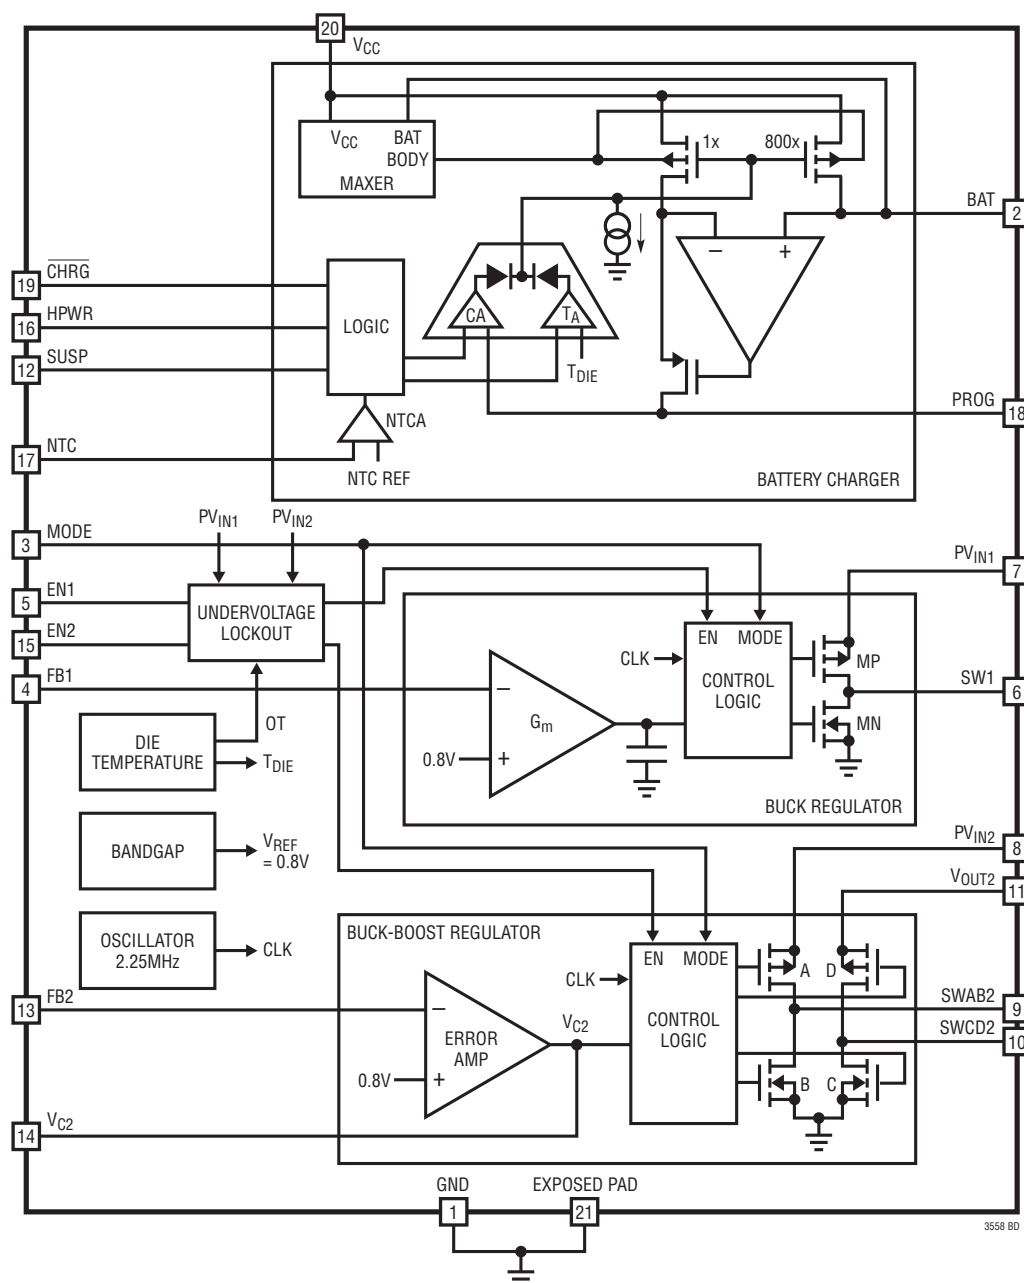 20
VCC
VCC BAT
BODY
MAXER
1x
800x
BAT
2
− +
19
CHRG
16
HPWR
12
SUSP
LOGIC
CA
TA
TDIE
NTCA
NTC REF
17
NTC
PROG
18
BATTERY CHARGER
PVIN1
PVIN2
3
MODE
5
EN1
15
EN2
4
FB1
UNDERVOLTAGE
LOCKOUT
OT
DIE
TEMPERATURE
TDIE
BANDGAP
VREF
= 0.8V
OSCILLATOR
2.25MHz
CLK
−
Gm
+
0.8V
CLK
EN MODE
CONTROL
LOGIC
MP
MN
PVIN1
7
SW1
6
BUCK REGULATOR
PVIN2
8
VOUT2
11
BUCK-BOOST REGULATOR
EN MODE
CLK
CONTROL
LOGIC
A D
B C
SWAB2
9
SWCD2
10
13
FB2
−
ERROR
AMP
+
0.8V
VC2
14
VC2
GND
1
EXPOSED PAD
21
3558 BD